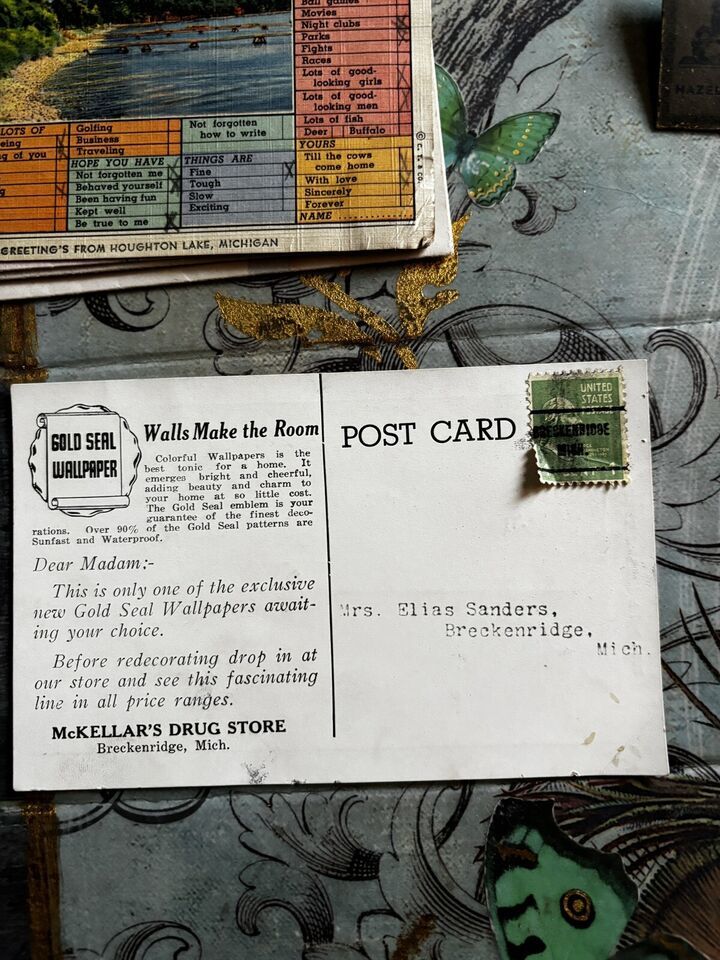 Ball games
Movies
Night clubs
Parks
Fights
Races
Lots of good-
looking girls
Lots of good-
looking men
Lots of fish
Deer Buffalo
YOURS
Till the cows
come home
With love
Sincerely
Forever
NAME
LOTS OF
Golfing
Business
Traveling
HOPE YOU HAVE
Not forgotten me
Behaved yourself
Been having fun
Kept well
Be true to me
Not forgotten
how to write
THINGS ARE
Fine
Tough
Slow
Exciting
of you
© C. T. & CO.
GREETING'S FROM HOUGHTON LAKE, MICHIGAN
HAZEL
GOLD SEAL
WALLPAPER
Walls Make the Room
Colorful Wallpapers is the
best tonic for a home. It
emerges bright and cheerful,
adding beauty and charm to
your home at so little cost.
The Gold Seal emblem is your
guarantee of the finest deco-
rations. Over 90% of the Gold Seal patterns are
Sunfast and Waterproof.
Dear Madam:-
This is only one of the exclusive
new Gold Seal Wallpapers await-
ing your choice.
Before redecorating drop in at
our store and see this fascinating
line in all price ranges.
McKELLAR'S DRUG STORE
Breckenridge, Mich.
POST CARD
UNITED
STATES
POSTAGE
BRECKENRIDGE
MICH.
Mrs. Elias Sanders,
Breckenridge,
Mich.